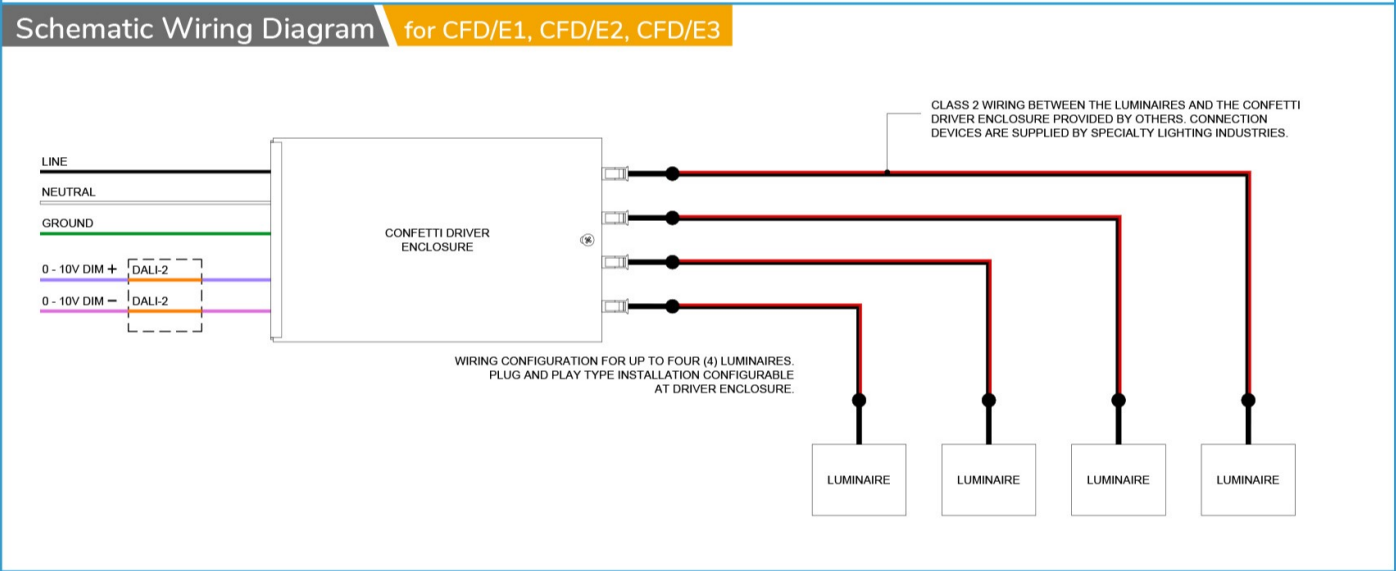 Schematic Wiring Diagram for CFD/E1, CFD/E2, CFD/E3
CLASS 2 WIRING BETWEEN THE LUMINAIRES AND THE CONFETTI
DRIVER ENCLOSURE PROVIDED BY OTHERS. CONNECTION
DEVICES ARE SUPPLIED BY SPECIALTY LIGHTING INDUSTRIES.
LINE
NEUTRAL
GROUND
0 - 10V DIM + DALI-2
0 - 10V DIM − DALI-2
CONFETTI DRIVER
ENCLOSURE
WIRING CONFIGURATION FOR UP TO FOUR (4) LUMINAIRES.
PLUG AND PLAY TYPE INSTALLATION CONFIGURABLE
AT DRIVER ENCLOSURE.
LUMINAIRE LUMINAIRE LUMINAIRE LUMINAIRE